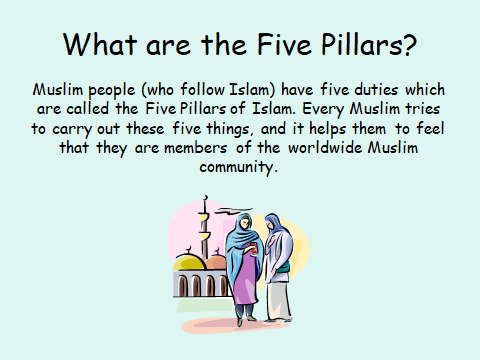 What are the Five Pillars?
Muslim people (who follow Islam) have five duties which
are called the Five Pillars of Islam. Every Muslim tries
to carry out these five things, and it helps them to feel
that they are members of the worldwide Muslim
community.